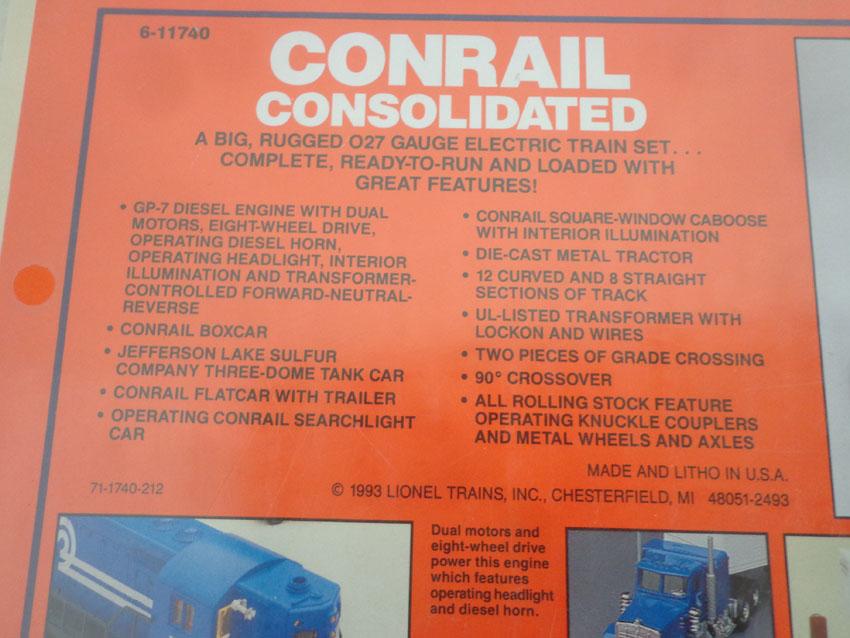 6-11740
CONRAIL
CONSOLIDATED
A BIG, RUGGED O27 GAUGE ELECTRIC TRAIN SET. . .
COMPLETE, READY-TO-RUN AND LOADED WITH
GREAT FEATURES!
• GP-7 DIESEL ENGINE WITH DUAL
MOTORS, EIGHT-WHEEL DRIVE,
OPERATING DIESEL HORN,
OPERATING HEADLIGHT, INTERIOR
ILLUMINATION AND TRANSFORMER-
CONTROLLED FORWARD-NEUTRAL-
REVERSE
• CONRAIL BOXCAR
• JEFFERSON LAKE SULFUR
COMPANY THREE-DOME TANK CAR
• CONRAIL FLATCAR WITH TRAILER
• OPERATING CONRAIL SEARCHLIGHT
CAR
• CONRAIL SQUARE-WINDOW CABOOSE
WITH INTERIOR ILLUMINATION
• DIE-CAST METAL TRACTOR
• 12 CURVED AND 8 STRAIGHT
SECTIONS OF TRACK
• UL-LISTED TRANSFORMER WITH
LOCKON AND WIRES
• TWO PIECES OF GRADE CROSSING
• 90° CROSSOVER
• ALL ROLLING STOCK FEATURE
OPERATING KNUCKLE COUPLERS
AND METAL WHEELS AND AXLES
MADE AND LITHO IN U.S.A.
71-1740-212
© 1993 LIONEL TRAINS, INC., CHESTERFIELD, MI 48051-2493
Dual motors and
eight-wheel drive
power this engine
which features
operating headlight
and diesel horn.